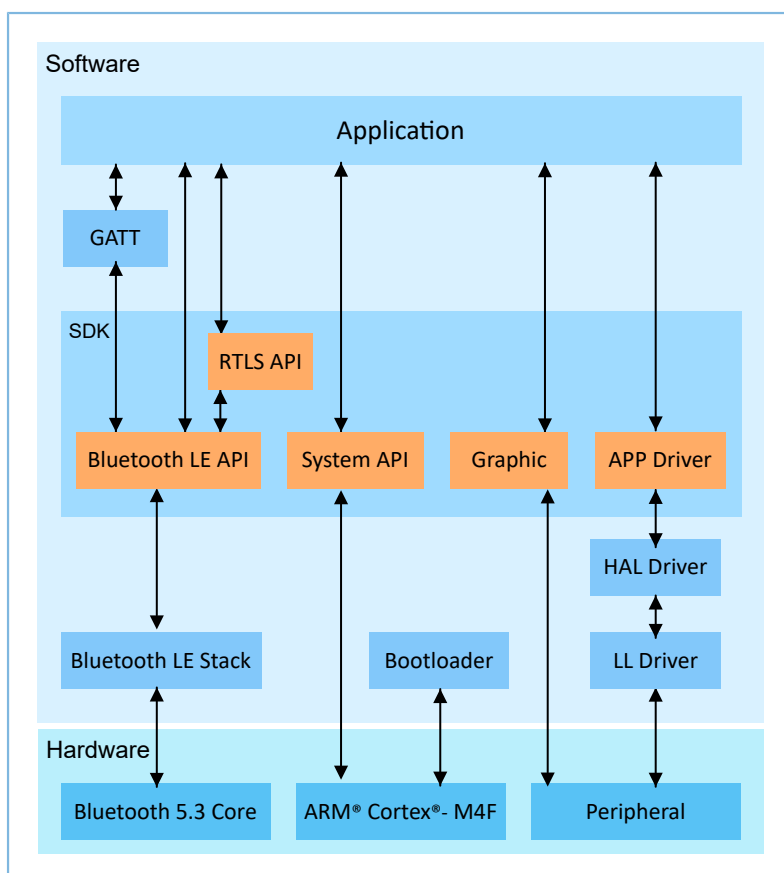 Software
Application
GATT
SDK
RTLS API
Bluetooth LE API
System API
Graphic
APP Driver
HAL Driver
Bluetooth LE Stack
Bootloader
LL Driver
Hardware
Bluetooth 5.3 Core
ARM® Cortex®- M4F
Peripheral